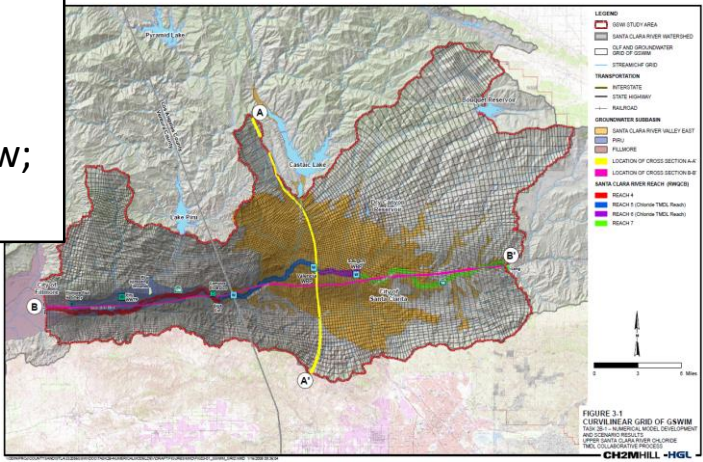 w;
Pyramid Lake
Bouquet Reservoir
A
Castaic Lake
Lake Piru
B'
City of
Fillmore
City of
Santa Clarita
B
A'
LEGEND
GSWI STUDY AREA
SANTA CLARA RIVER WATERSHED
OLF AND GROUNDWATER
GRID OF GSWIM
STREAM/CHF GRID
TRANSPORTATION
INTERSTATE
STATE HIGHWAY
RAILROAD
GROUNDWATER SUBBASIN
SANTA CLARA RIVER VALLEY EAST
PIRU
FILLMORE
LOCATION OF CROSS SECTION A-A'
LOCATION OF CROSS SECTION B-B'
SANTA CLARA RIVER REACH (RWQCB)
REACH 4
REACH 5 (Chloride TMDL Reach)
REACH 6 (Chloride TMDL Reach)
REACH 7
0 3 6 Miles
FIGURE 3-1
CURVILINEAR GRID OF GSWIM
TASK 2B-1 – NUMERICAL MODEL DEVELOPMENT
AND SCENARIO RESULTS
UPPER SANTA CLARA RIVER CHLORIDE
TMDL COLLABORATIVE PROCESS
CH2MHILL -HGL